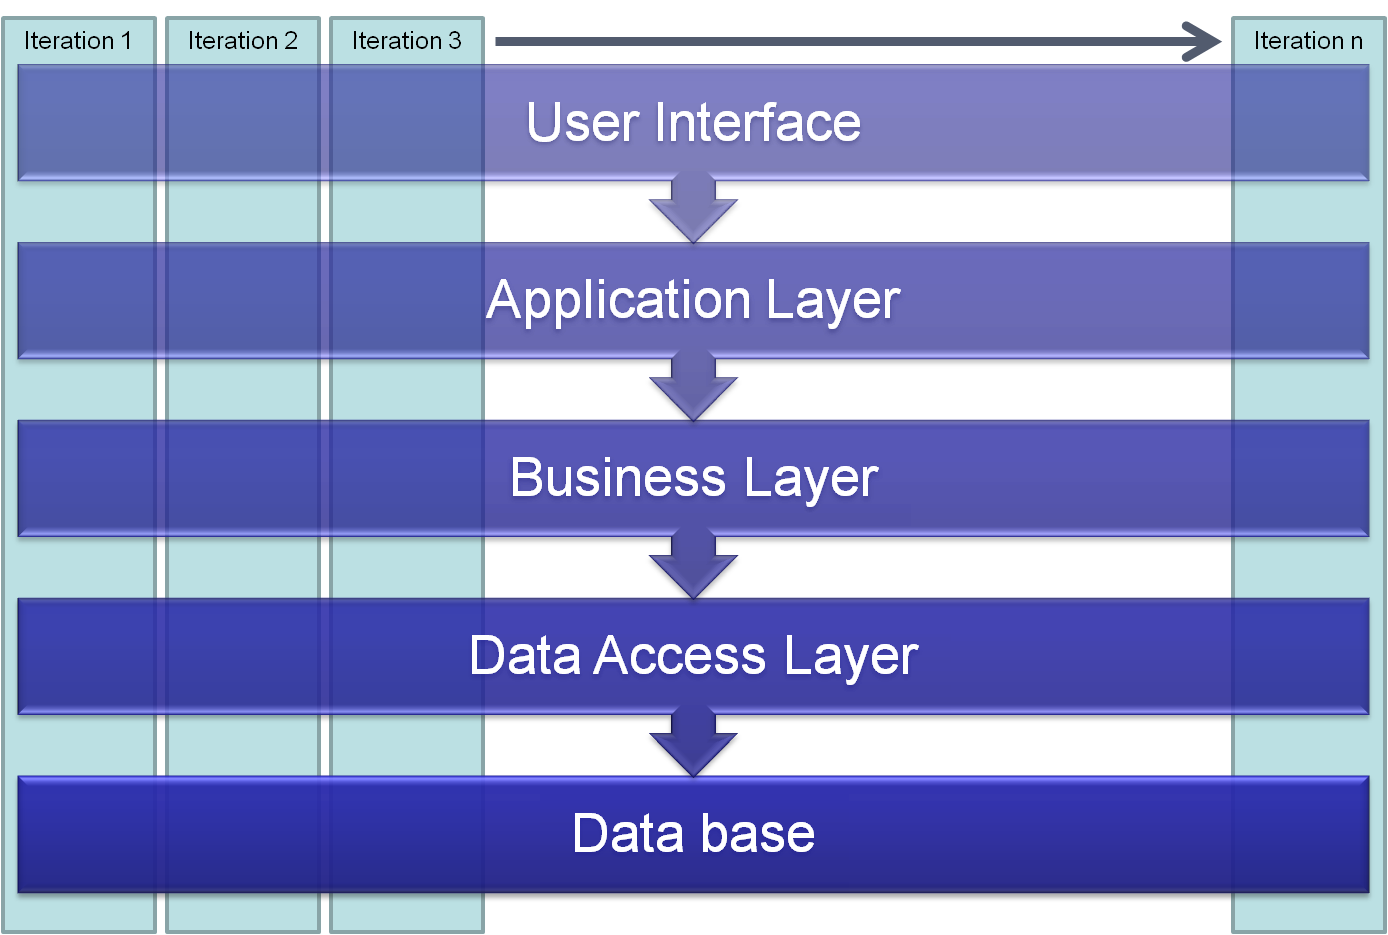 Iteration 1
Iteration 2
Iteration 3
Iteration n
User Interface
Application Layer
Business Layer
Data Access Layer
Data base